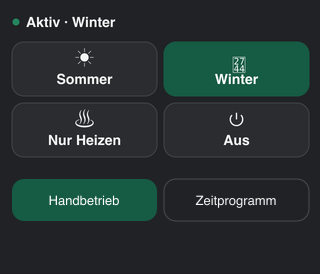 Aktiv · Winter
Sommer
Winter
Nur Heizen
Aus
Handbetrieb
Zeitprogramm